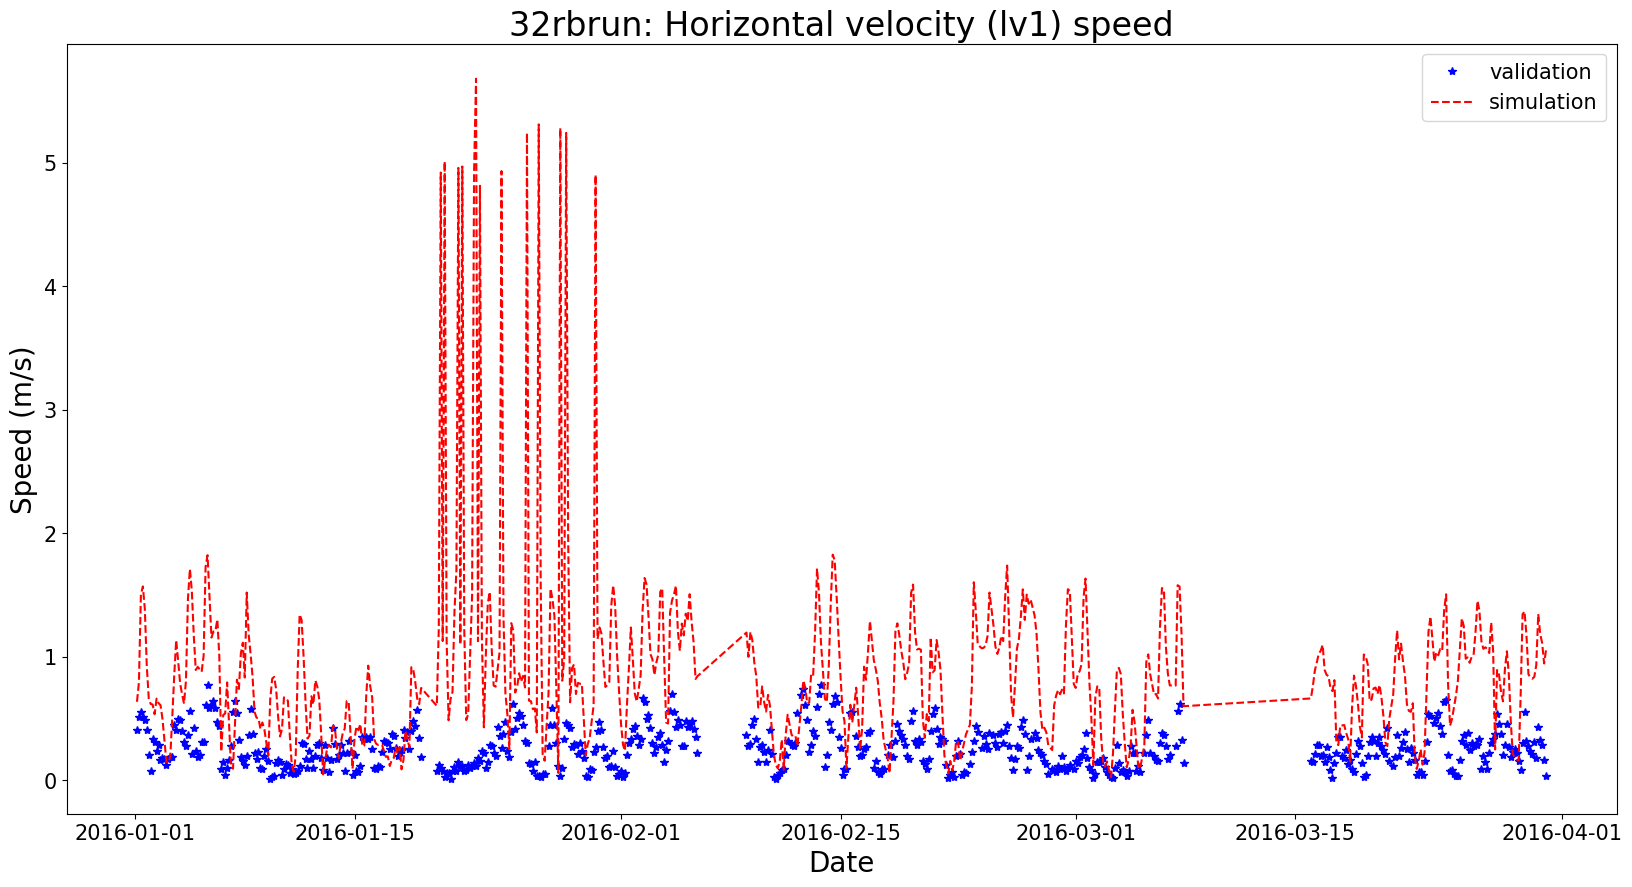 32rbrun: Horizontal velocity (lv1) speed
validation
simulation
5
4
3
2
1
0
Speed (m/s)
2016-01-01
2016-01-15
2016-02-01
2016-02-15
2016-03-01
2016-03-15
2016-04-01
Date